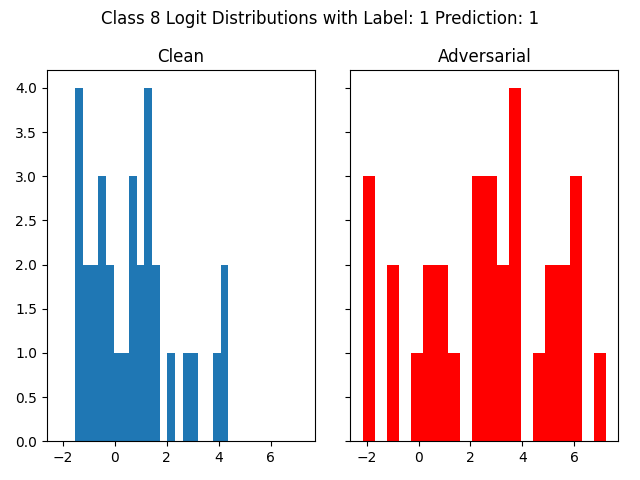 Class 8 Logit Distributions with Label: 1 Prediction: 1
Clean
Adversarial
4.0
3.5
3.0
2.5
2.0
1.5
1.0
0.5
0.0
−2 0 2 4 6
−2 0 2 4 6